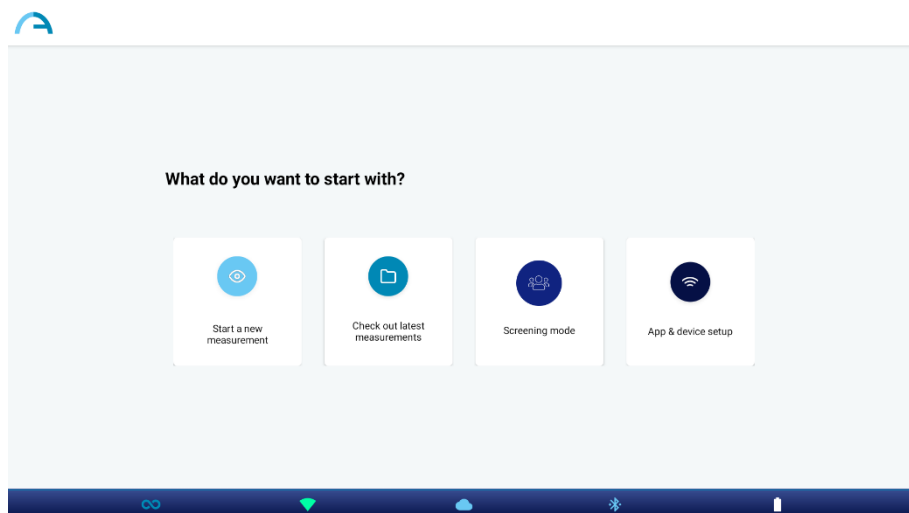 What do you want to start with?
Start a new
measurement
Check out latest
measurements
Screening mode
App & device setup